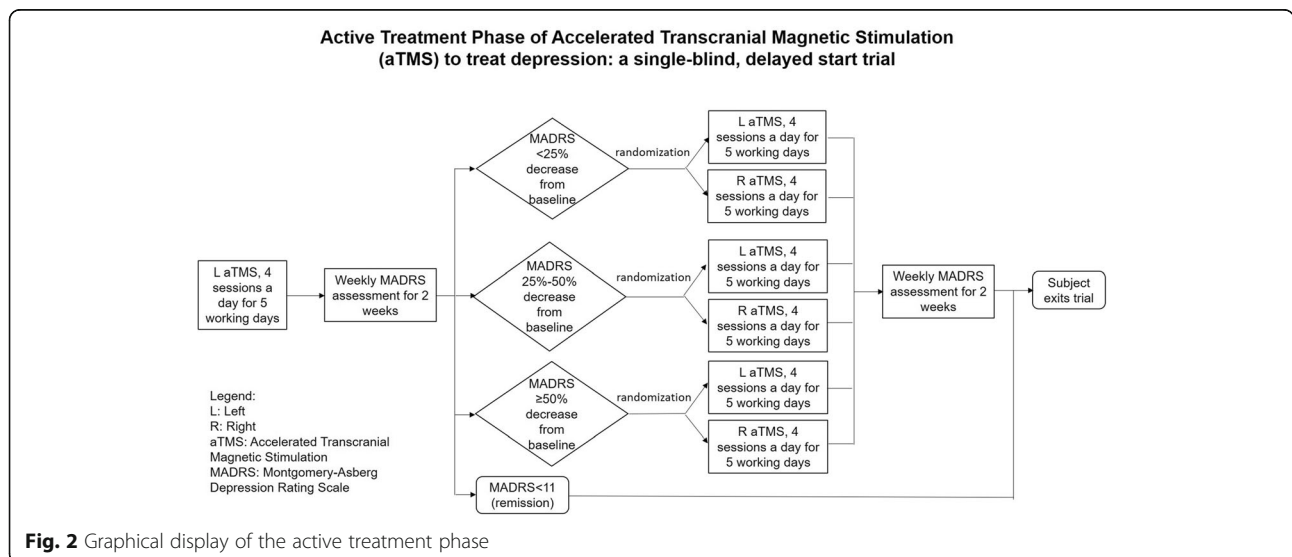 Active Treatment Phase of Accelerated Transcranial Magnetic Stimulation
(aTMS) to treat depression: a single-blind, delayed start trial
L aTMS, 4
sessions a
day for 5
working days
Weekly MADRS
assessment for 2
weeks
MADRS
<25%
decrease
from
baseline
randomization
L aTMS, 4
sessions a day for
5 working days
R aTMS, 4
sessions a day for
5 working days
MADRS
25%-50%
decrease
from
baseline
randomization
L aTMS, 4
sessions a day for
5 working days
R aTMS, 4
sessions a day for
5 working days
MADRS
≥50%
decrease
from
baseline
randomization
L aTMS, 4
sessions a day for
5 working days
R aTMS, 4
sessions a day for
5 working days
MADRS<11
(remission)
Weekly MADRS
assessment for 2
weeks
Subject
exits trial
Legend:
L: Left
R: Right
aTMS: Accelerated Transcranial
Magnetic Stimulation
MADRS: Montgomery-Asberg
Depression Rating Scale
Fig. 2 Graphical display of the active treatment phase